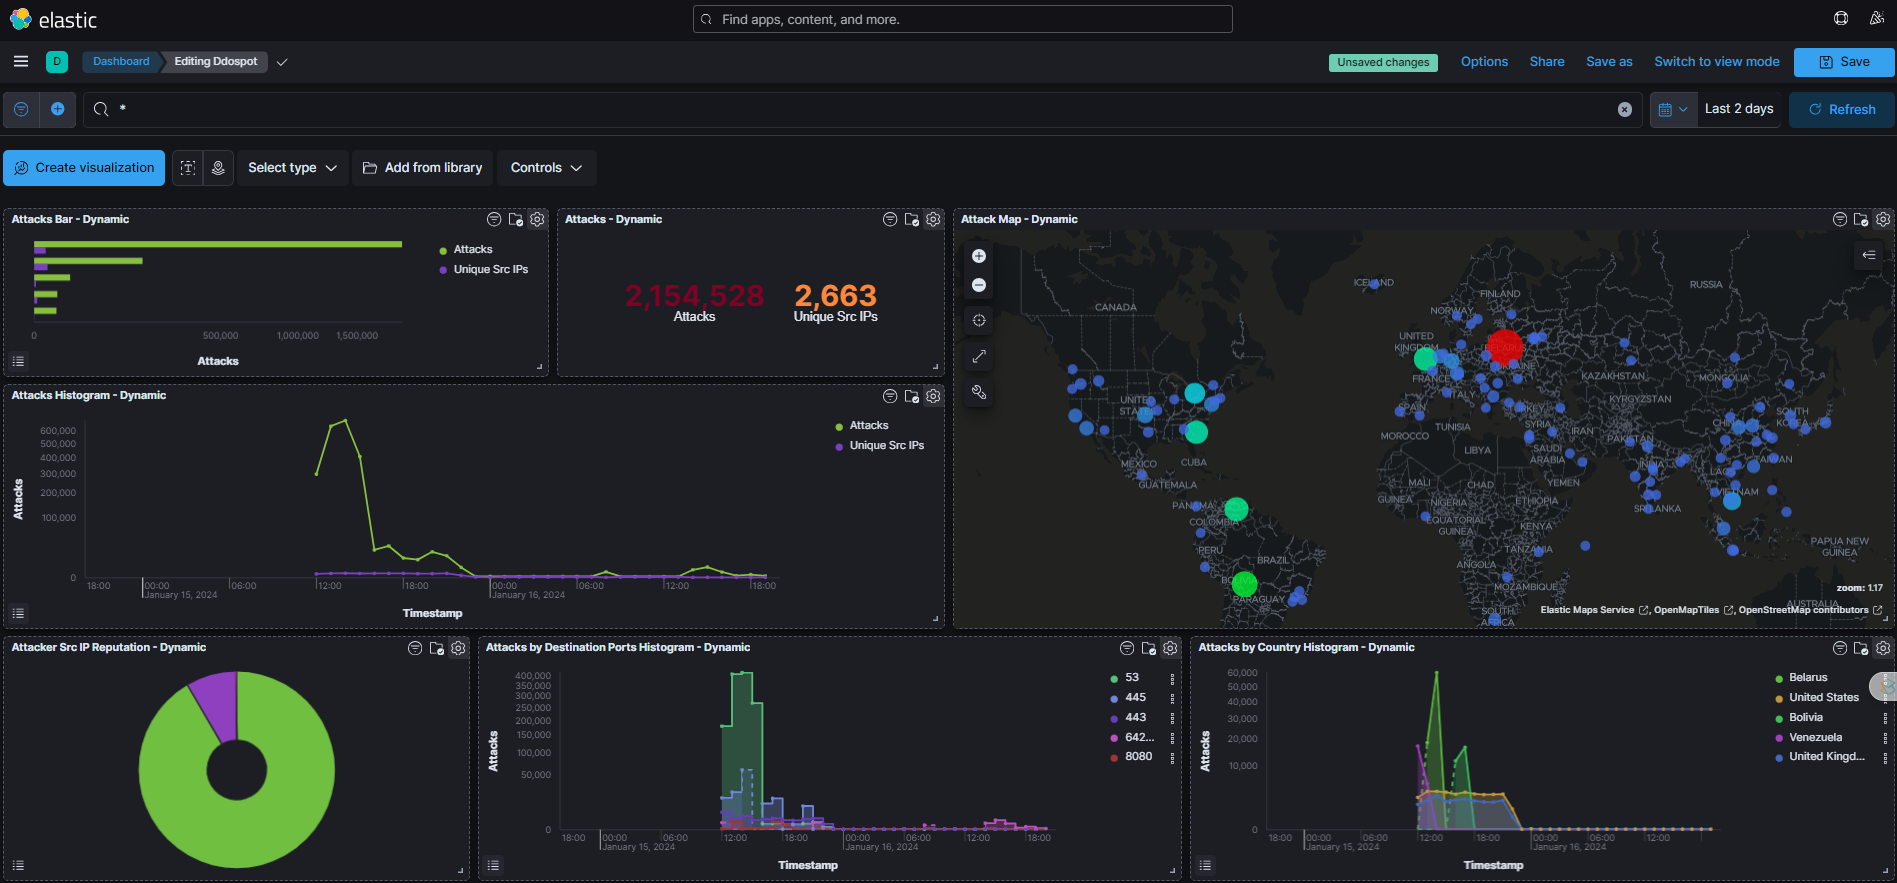 elastic
Find apps, content, and more.
D
Dashboard
Editing Ddospot
Unsaved changes
Options
Share
Save as
Switch to view mode
Save
*
Last 2 days
Refresh
Create visualization
Select type
Add from library
Controls
Attacks Bar - Dynamic
Attacks
Unique Src IPs
0
500,000
1,000,000
1,500,000
Attacks
Attacks - Dynamic
2,154,528
Attacks
2,663
Unique Src IPs
Attack Map - Dynamic
ICELAND
RUSSIA
FINLAND
NORWAY
CANADA
UNITED
KINGDOM
BELARUS
UKRAINE
FRANCE
KAZAKHSTAN
MONGOLIA
UNITED
STATES
SPAIN
ITALY
KYRGYZSTAN
TURKEY
SOUTH
KOREA
CHINA
TUNISIA
SYRIA
IRAN
MOROCCO
PAKISTAN
LIBYA
SAUDI
ARABIA
MEXICO
CUBA
INDIA
TAIWAN
LAOS
GUATEMALA
MALI
CHAD
YEMEN
VIETNAM
GUINEA
NIGERIA
ETHIOPIA
PANAMA
SRI LANKA
COLOMBIA
EQUATORIAL
GUINEA
KENYA
PERU
BRAZIL
TANZANIA
PAPUA NEW
GUINEA
ANGOLA
BOLIVIA
MOZAMBIQUE
PARAGUAY
AUSTRALIA
SOUTH
AFRICA
zoom: 1.17
Elastic Maps Service , OpenMapTiles , OpenStreetMap contributors
Attacks Histogram - Dynamic
Attacks
Unique Src IPs
600,000
500,000
400,000
300,000
200,000
100,000
0
Attacks
18:00
00:00
06:00
12:00
18:00
00:00
06:00
12:00
18:00
January 15, 2024
January 16, 2024
Timestamp
Attacker Src IP Reputation - Dynamic
Attacks by Destination Ports Histogram - Dynamic
400,000
350,000
300,000
250,000
200,000
150,000
100,000
50,000
0
Attacks
53
445
443
642...
8080
18:00
00:00
06:00
12:00
18:00
00:00
06:00
12:00
18:00
January 15, 2024
January 16, 2024
Timestamp
Attacks by Country Histogram - Dynamic
60,000
50,000
40,000
30,000
20,000
10,000
0
Attacks
Belarus
United States
Bolivia
Venezuela
United Kingd...
18:00
00:00
06:00
12:00
18:00
00:00
06:00
12:00
January 15, 2024
January 16, 2024
Timestamp